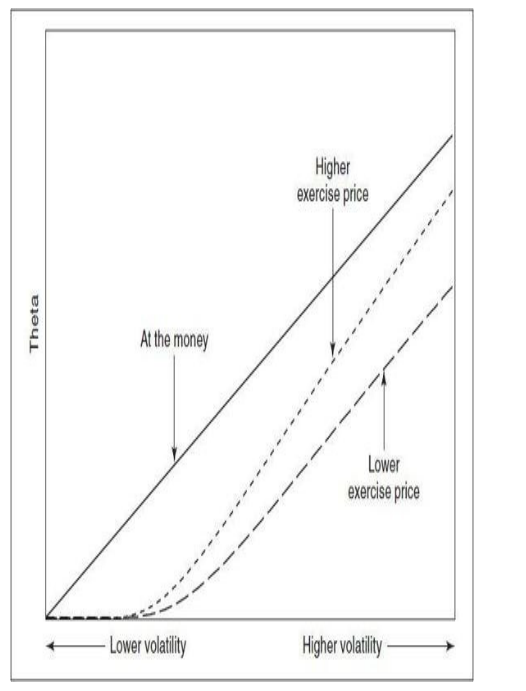 Higher
exercise price
At the money
Theta
Lower
exercise price
Lower volatility
Higher volatility